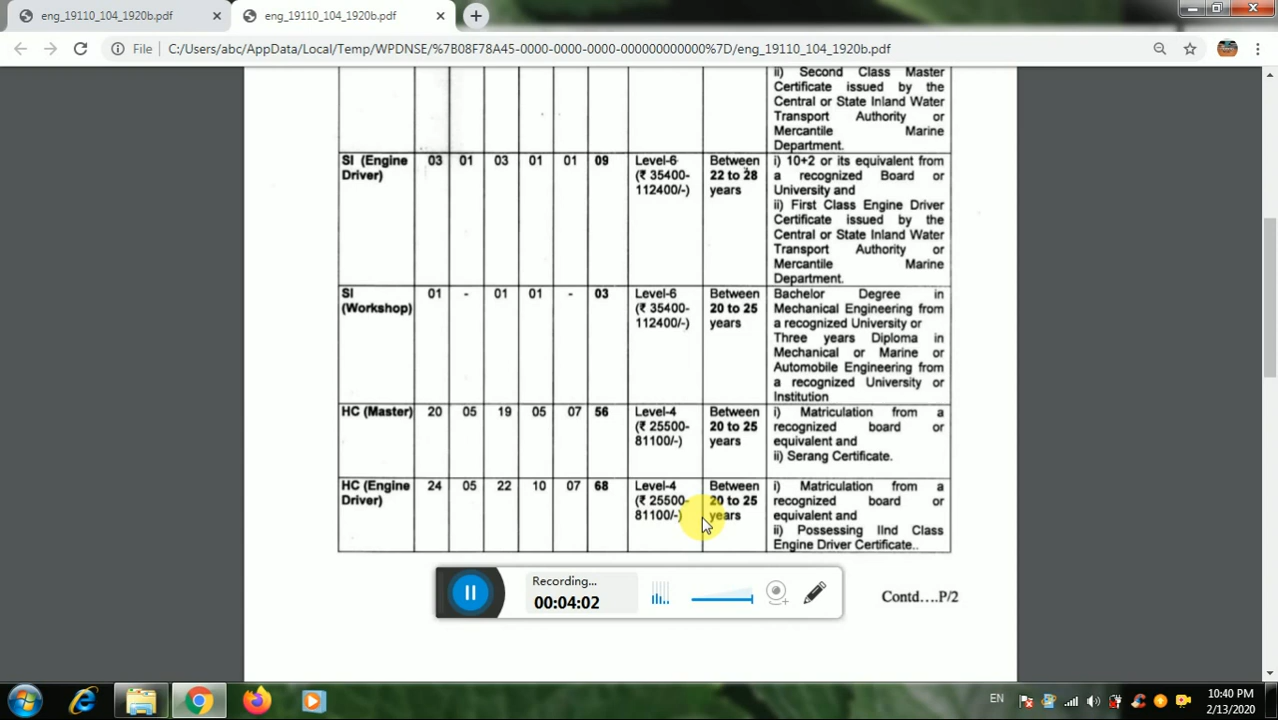 eng_19110_104_1920b.pdf
eng_19110_104_1920b.pdf
File
C:/Users/abc/AppData/Local/Temp/WPDNSE/%7B08F78A45-0000-0000-0000-000000000000%7D/eng_19110_104_1920b.pdf
ii) Second Class Master
Certificate issued by the
Central or State Inland Water
Transport Authority or
Mercantile Marine
Department.
SI (Engine
Driver)
03
01
03
01
01
09
Level-6
(₹ 35400-
112400/-)
Between
22 to 28
years
i) 10+2 or its equivalent from
a recognized Board or
University and
ii) First Class Engine Driver
Certificate issued by the
Central or State Inland Water
Transport Authority or
Mercantile Marine
Department.
SI
(Workshop)
01
-
01
01
-
03
Level-6
(₹ 35400-
112400/-)
Between
20 to 25
years
Bachelor Degree in
Mechanical Engineering from
a recognized University or
Three years Diploma in
Mechanical or Marine or
Automobile Engineering from
a recognized University or
Institution
HC (Master)
20
05
19
05
07
56
Level-4
(₹ 25500-
81100/-)
Between
20 to 25
years
i) Matriculation from a
recognized board or
equivalent and
ii) Serang Certificate.
HC (Engine
Driver)
24
05
22
10
07
68
Level-4
(₹ 25500-
81100/-)
Between
20 to 25
years
i) Matriculation from a
recognized board or
equivalent and
ii) Possessing IInd Class
Engine Driver Certificate..
Contd....P/2
Recording...
00:04:02
EN
10:40 PM
2/13/2020